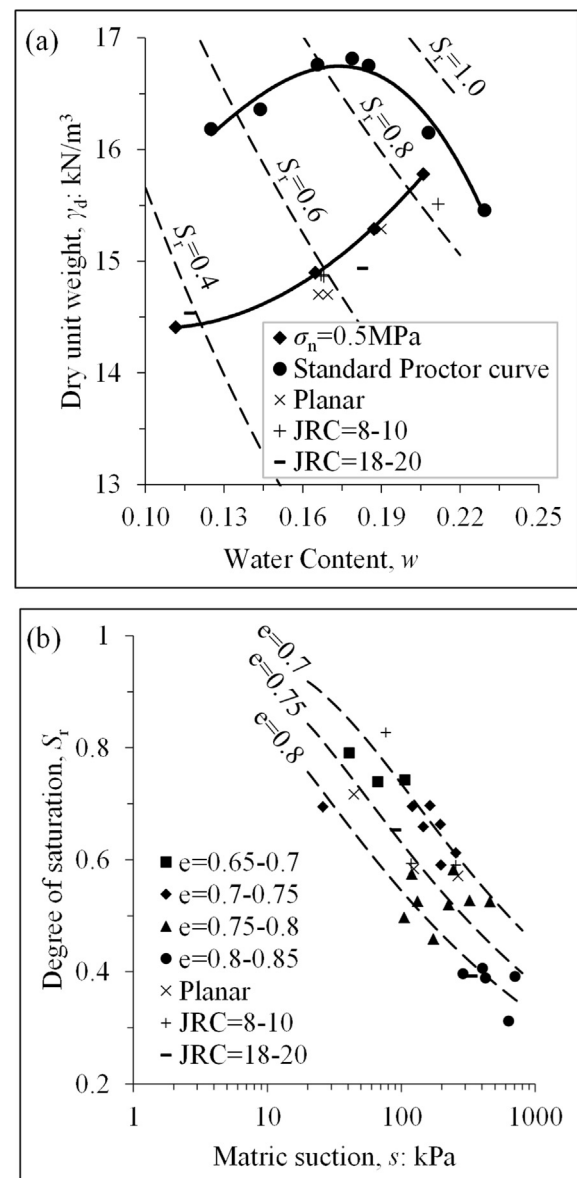 (a)
17
16
15
14
13
Dry unit weight, γd: kN/m³
Sr=1.0
Sr=0.8
Sr=0.6
Sr=0.4
σn=0.5MPa
Standard Proctor curve
Planar
JRC=8-10
JRC=18-20
0.10 0.13 0.16 0.19 0.22 0.25
Water Content, w
(b)
1
0.8
0.6
0.4
0.2
Degree of saturation, Sr
e=0.7
e=0.75
e=0.8
e=0.65-0.7
e=0.7-0.75
e=0.75-0.8
e=0.8-0.85
Planar
JRC=8-10
JRC=18-20
1 10 100 1000
Matric suction, s: kPa